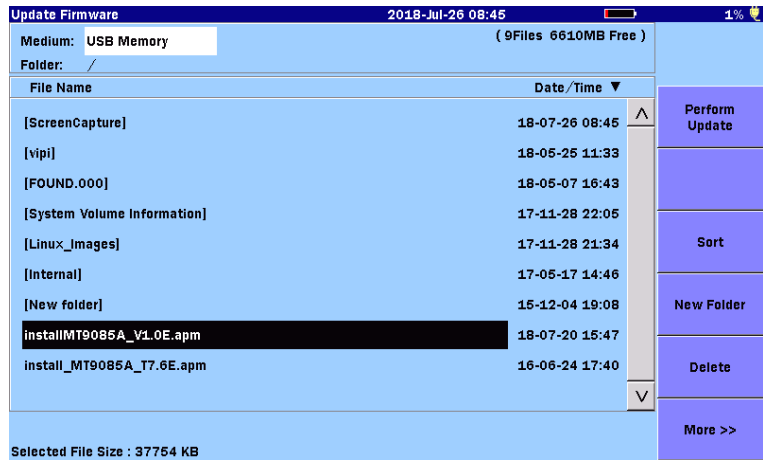 Update Firmware 2018-Jul-26 08:45 1%
Medium: USB Memory ( 9Files 6610MB Free )
Folder: /
File Name Date/Time ▼
[ScreenCapture] 18-07-26 08:45
[vipi] 18-05-25 11:33
[FOUND.000] 18-05-07 16:43
[System Volume Information] 17-11-28 22:05
[Linux_Images] 17-11-28 21:34
[Internal] 17-05-17 14:46
[New folder] 15-12-04 19:08
installMT9085A_V1.0E.apm 18-07-20 15:47
install_MT9085A_T7.6E.apm 16-06-24 17:40
Selected File Size : 37754 KB
Perform
Update
Sort
New Folder
Delete
More >>